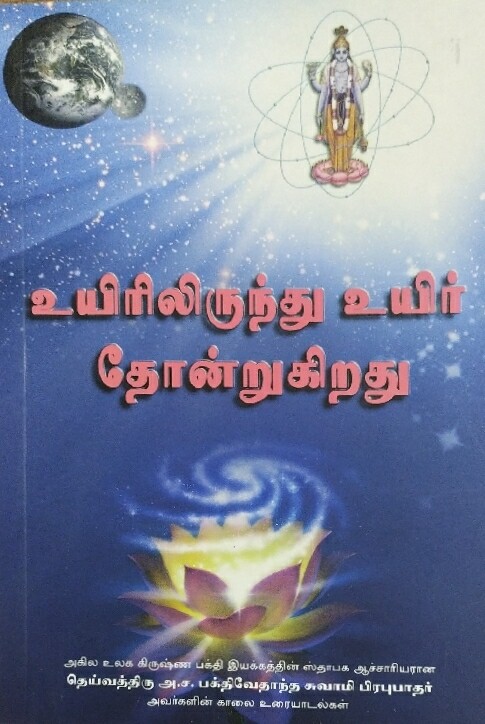 உயிரிலிருந்து உயிர்
தோன்றுகிறது
அகில உலக கிருஷ்ண பக்தி இயக்கத்தின் ஸ்தாபக ஆச்சாரியரான
தெய்வத்திரு அ.ச. பக்திவேதாந்த சுவாமி பிரபுபாதர்
அவர்களின் காலை உரையாடல்கள்